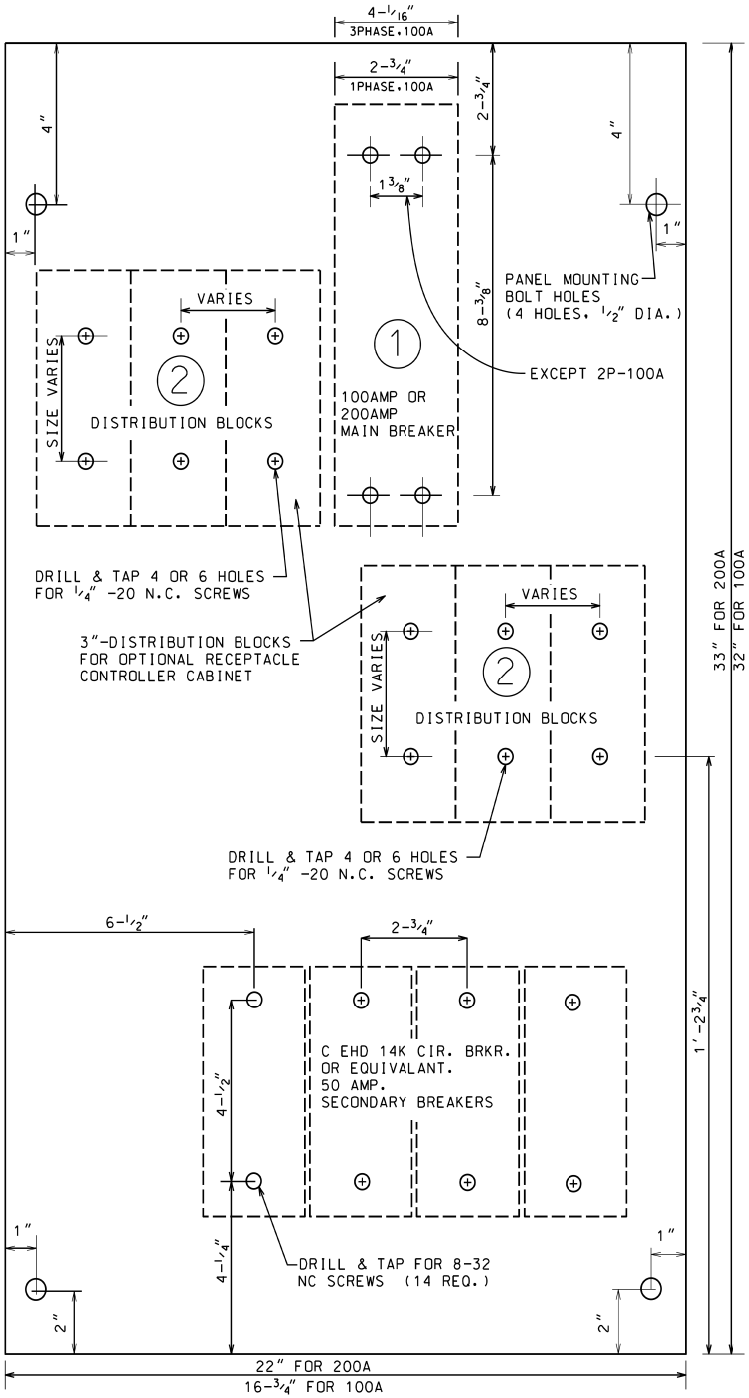 4-1/16"
3PHASE.100A
2-3/4"
1PHASE.100A
4"
2-3/4"
4"
1 3/8"
1"
1"
PANEL MOUNTING
BOLT HOLES
(4 HOLES. 1/2" DIA.)
VARIES
8-3/8"
1
SIZE VARIES
2
EXCEPT 2P-100A
100AMP OR
200AMP
MAIN BREAKER
DISTRIBUTION BLOCKS
DRILL & TAP 4 OR 6 HOLES
FOR 1/4" -20 N.C. SCREWS
VARIES
33" FOR 200A
32" FOR 100A
3"-DISTRIBUTION BLOCKS
FOR OPTIONAL RECEPTACLE
CONTROLLER CABINET
SIZE VARIES
2
DISTRIBUTION BLOCKS
DRILL & TAP 4 OR 6 HOLES
FOR 1/4" -20 N.C. SCREWS
6-1/2"
2-3/4"
1'-2 3/4"
C EHD 14K CIR. BRKR.
OR EQUIVALANT.
50 AMP.
SECONDARY BREAKERS
4-1/2"
4-1/4"
1"
1"
DRILL & TAP FOR 8-32
NC SCREWS (14 REQ.)
2"
2"
22" FOR 200A
16-3/4" FOR 100A